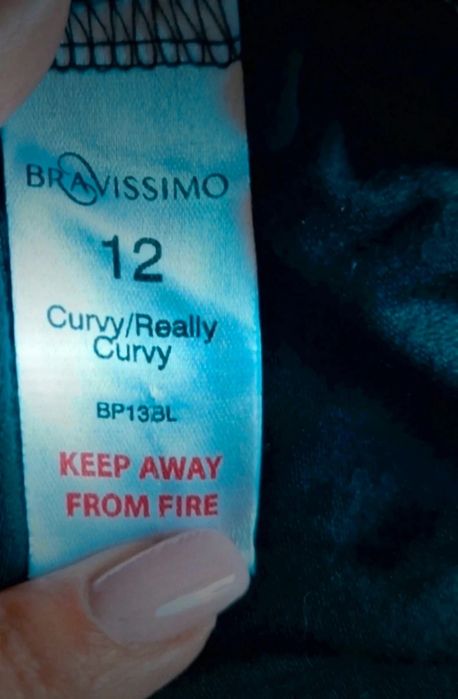 BRAVISSIMO
12
Curvy/Really
Curvy
BP13BL
KEEP AWAY
FROM FIRE